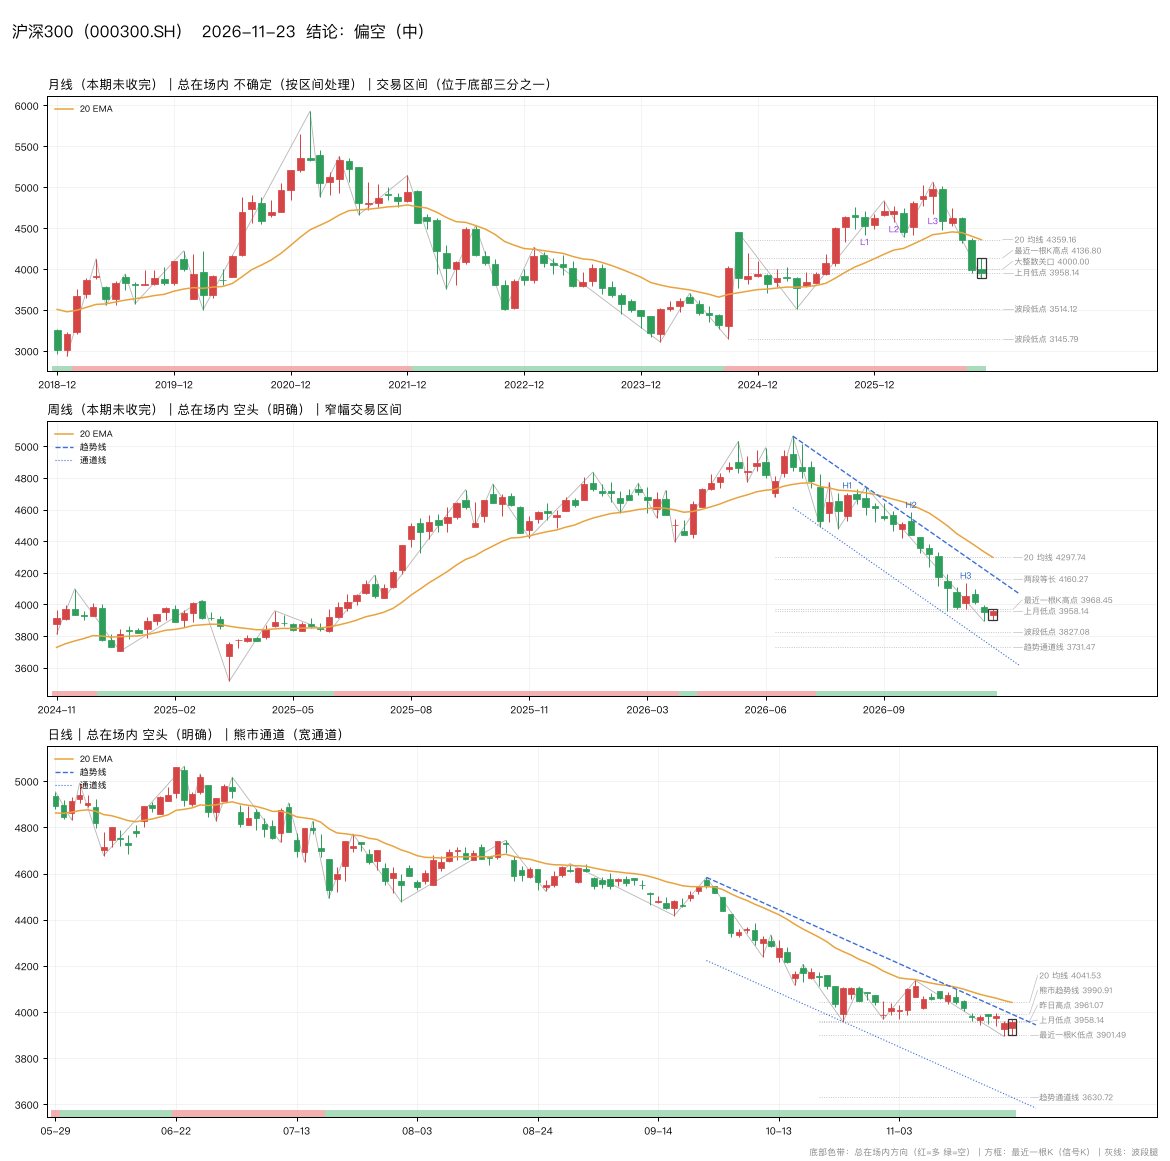 沪深300（000300.SH） 2026-11-23 结论：偏空（中）
月线（本期未收完）｜总在场内 不确定（按区间处理）｜交易区间（位于底部三分之一）
20 EMA
6000
5500
5000
4500
4000
3500
3000
L1
L2
L3
20 均线 4359.16
最近一根K高点 4136.80
大整数关口 4000.00
上月低点 3958.14
波段低点 3514.12
波段低点 3145.79
2018-12
2019-12
2020-12
2021-12
2022-12
2023-12
2024-12
2025-12
周线（本期未收完）｜总在场内 空头（明确）｜窄幅交易区间
20 EMA
趋势线
通道线
5000
4800
4600
4400
4200
4000
3800
3600
H1
H2
H3
20 均线 4297.74
两段等长 4160.27
最近一根K高点 3968.45
上月低点 3958.14
波段低点 3827.08
趋势通道线 3731.47
2024-11
2025-02
2025-05
2025-08
2025-11
2026-03
2026-06
2026-09
日线｜总在场内 空头（明确）｜熊市通道（宽通道）
20 EMA
趋势线
通道线
5000
4800
4600
4400
4200
4000
3800
3600
20 均线 4041.53
熊市趋势线 3990.91
昨日高点 3961.07
上月低点 3958.14
最近一根K低点 3901.49
趋势通道线 3630.72
05-29
06-22
07-13
08-03
08-24
09-14
10-13
11-03
底部色带：总在场内方向（红=多 绿=空）｜方框：最近一根K（信号K）｜灰线：波段腿